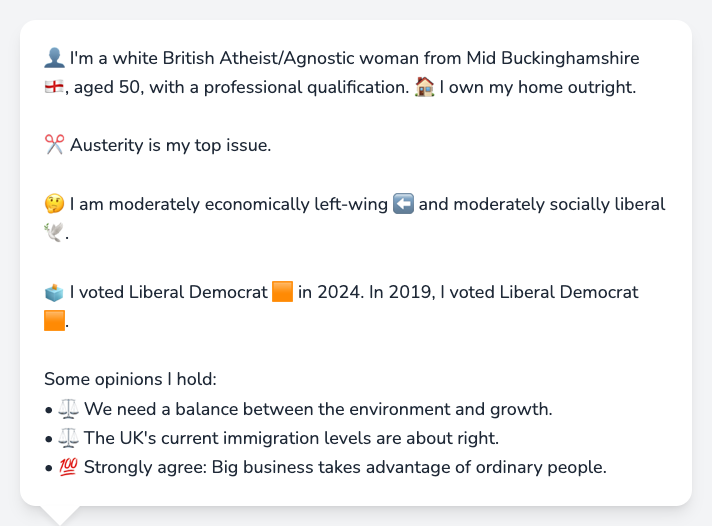 👤 I'm a white British Atheist/Agnostic woman from Mid Buckinghamshire
🏴󠁧󠁢󠁥󠁮󠁧󠁿, aged 50, with a professional qualification. 🏠 I own my home outright.
✂️ Austerity is my top issue.
🤔 I am moderately economically left-wing ⬅️ and moderately socially liberal
🕊️.
🗳️ I voted Liberal Democrat 🟧 in 2024. In 2019, I voted Liberal Democrat
🟧.
Some opinions I hold:
• ⚖️ We need a balance between the environment and growth.
• ⚖️ The UK's current immigration levels are about right.
• 💯 Strongly agree: Big business takes advantage of ordinary people.